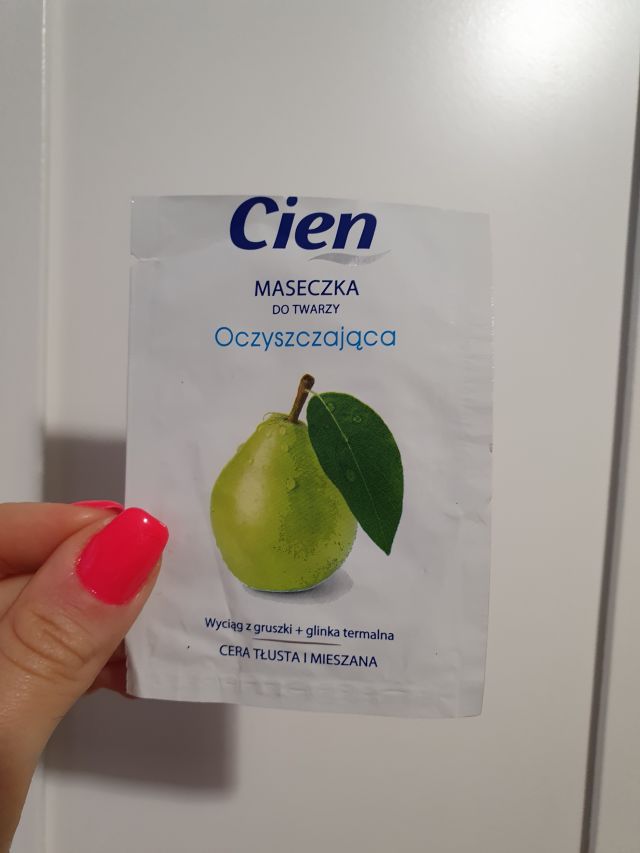 Cien
MASECZKA
DO TWARZY
Oczyszczająca
Wyciąg z gruszki + glinka termalna
CERA TŁUSTA I MIESZANA